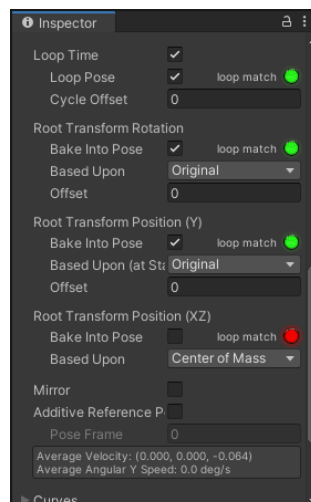 Inspector
Loop Time
Loop Pose loop match
Cycle Offset 0
Root Transform Rotation
Bake Into Pose loop match
Based Upon Original
Offset 0
Root Transform Position (Y)
Bake Into Pose loop match
Based Upon (at Sta Original
Offset 0
Root Transform Position (XZ)
Bake Into Pose loop match
Based Upon Center of Mass
Mirror
Additive Reference P
Pose Frame 0
Average Velocity: (0.000, 0.000, -0.064)
Average Angular Y Speed: 0.0 deg/s
Curves